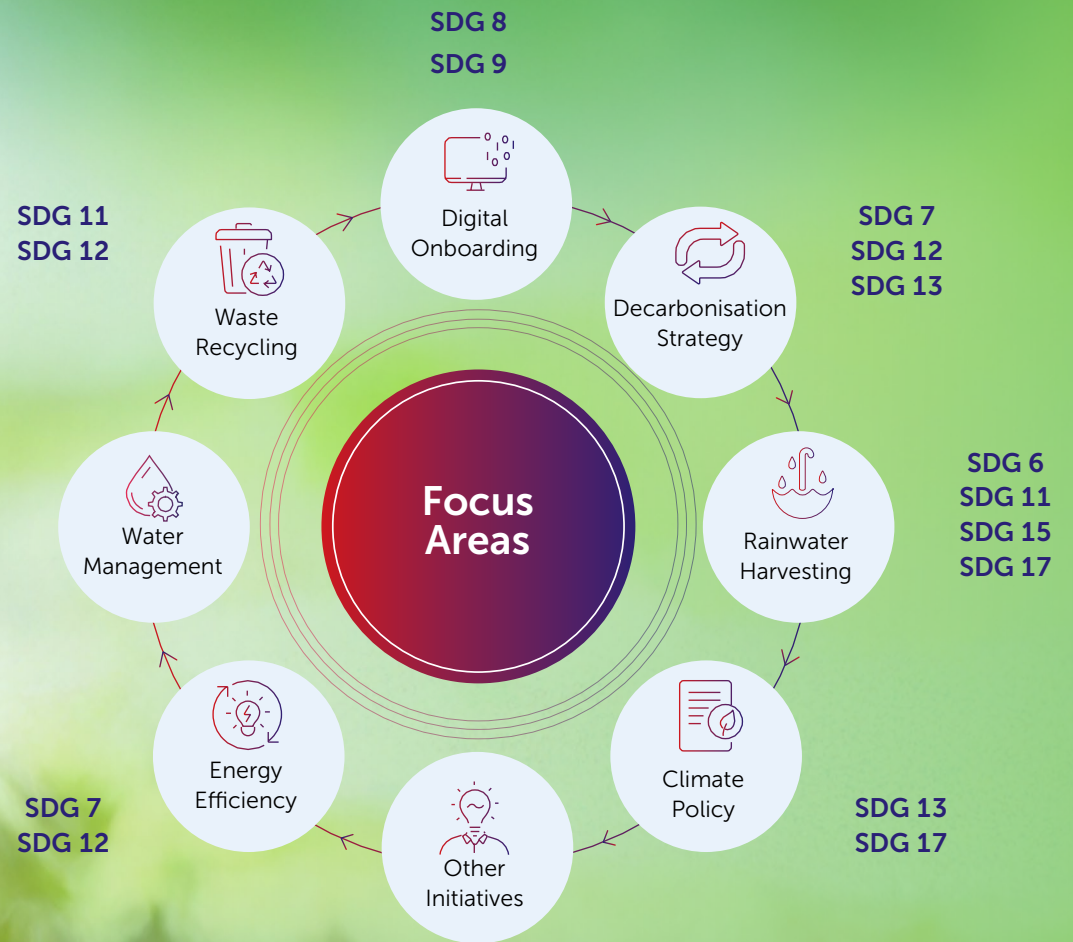 SDG 8
SDG 9
Digital
Onboarding
SDG 7
SDG 12
SDG 13
Decarbonisation
Strategy
SDG 6
SDG 11
SDG 15
SDG 17
Rainwater
Harvesting
SDG 13
SDG 17
Climate
Policy
Other
Initiatives
SDG 7
SDG 12
Energy
Efficiency
Water
Management
SDG 11
SDG 12
Waste
Recycling
Focus
Areas